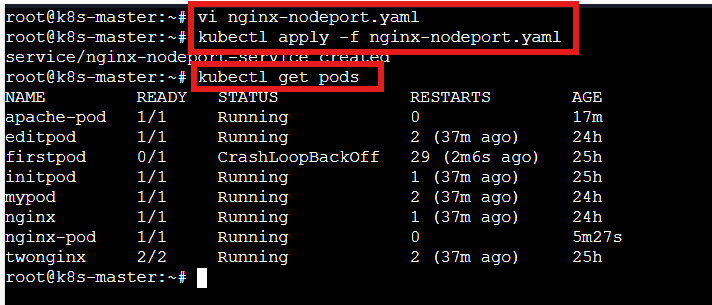 root@k8s-master:~# vi nginx-nodeport.yaml
root@k8s-master:~# kubectl apply -f nginx-nodeport.yaml
service/nginx-nodeport-service created
root@k8s-master:~# kubectl get pods
NAME READY STATUS RESTARTS AGE
apache-pod 1/1 Running 0 17m
editpod 1/1 Running 2 (37m ago) 24h
firstpod 0/1 CrashLoopBackOff 29 (2m6s ago) 25h
initpod 1/1 Running 1 (37m ago) 25h
mypod 1/1 Running 2 (37m ago) 24h
nginx 1/1 Running 1 (37m ago) 24h
nginx-pod 1/1 Running 0 5m27s
twonginx 2/2 Running 2 (37m ago) 25h
root@k8s-master:~#